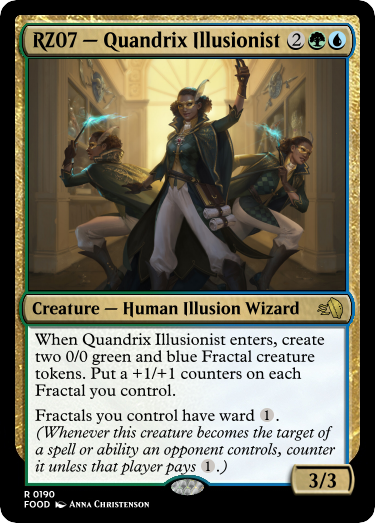 RZ07 — Quandrix Illusionist 2
Creature — Human Illusion Wizard
When Quandrix Illusionist enters, create
two 0/0 green and blue Fractal creature
tokens. Put a +1/+1 counters on each
Fractal you control.
Fractals you control have ward 1.
(Whenever this creature becomes the target
of a spell or ability an opponent controls, counter
it unless that player pays 1.)
3/3
R 0190
FOOD Anna Christenson